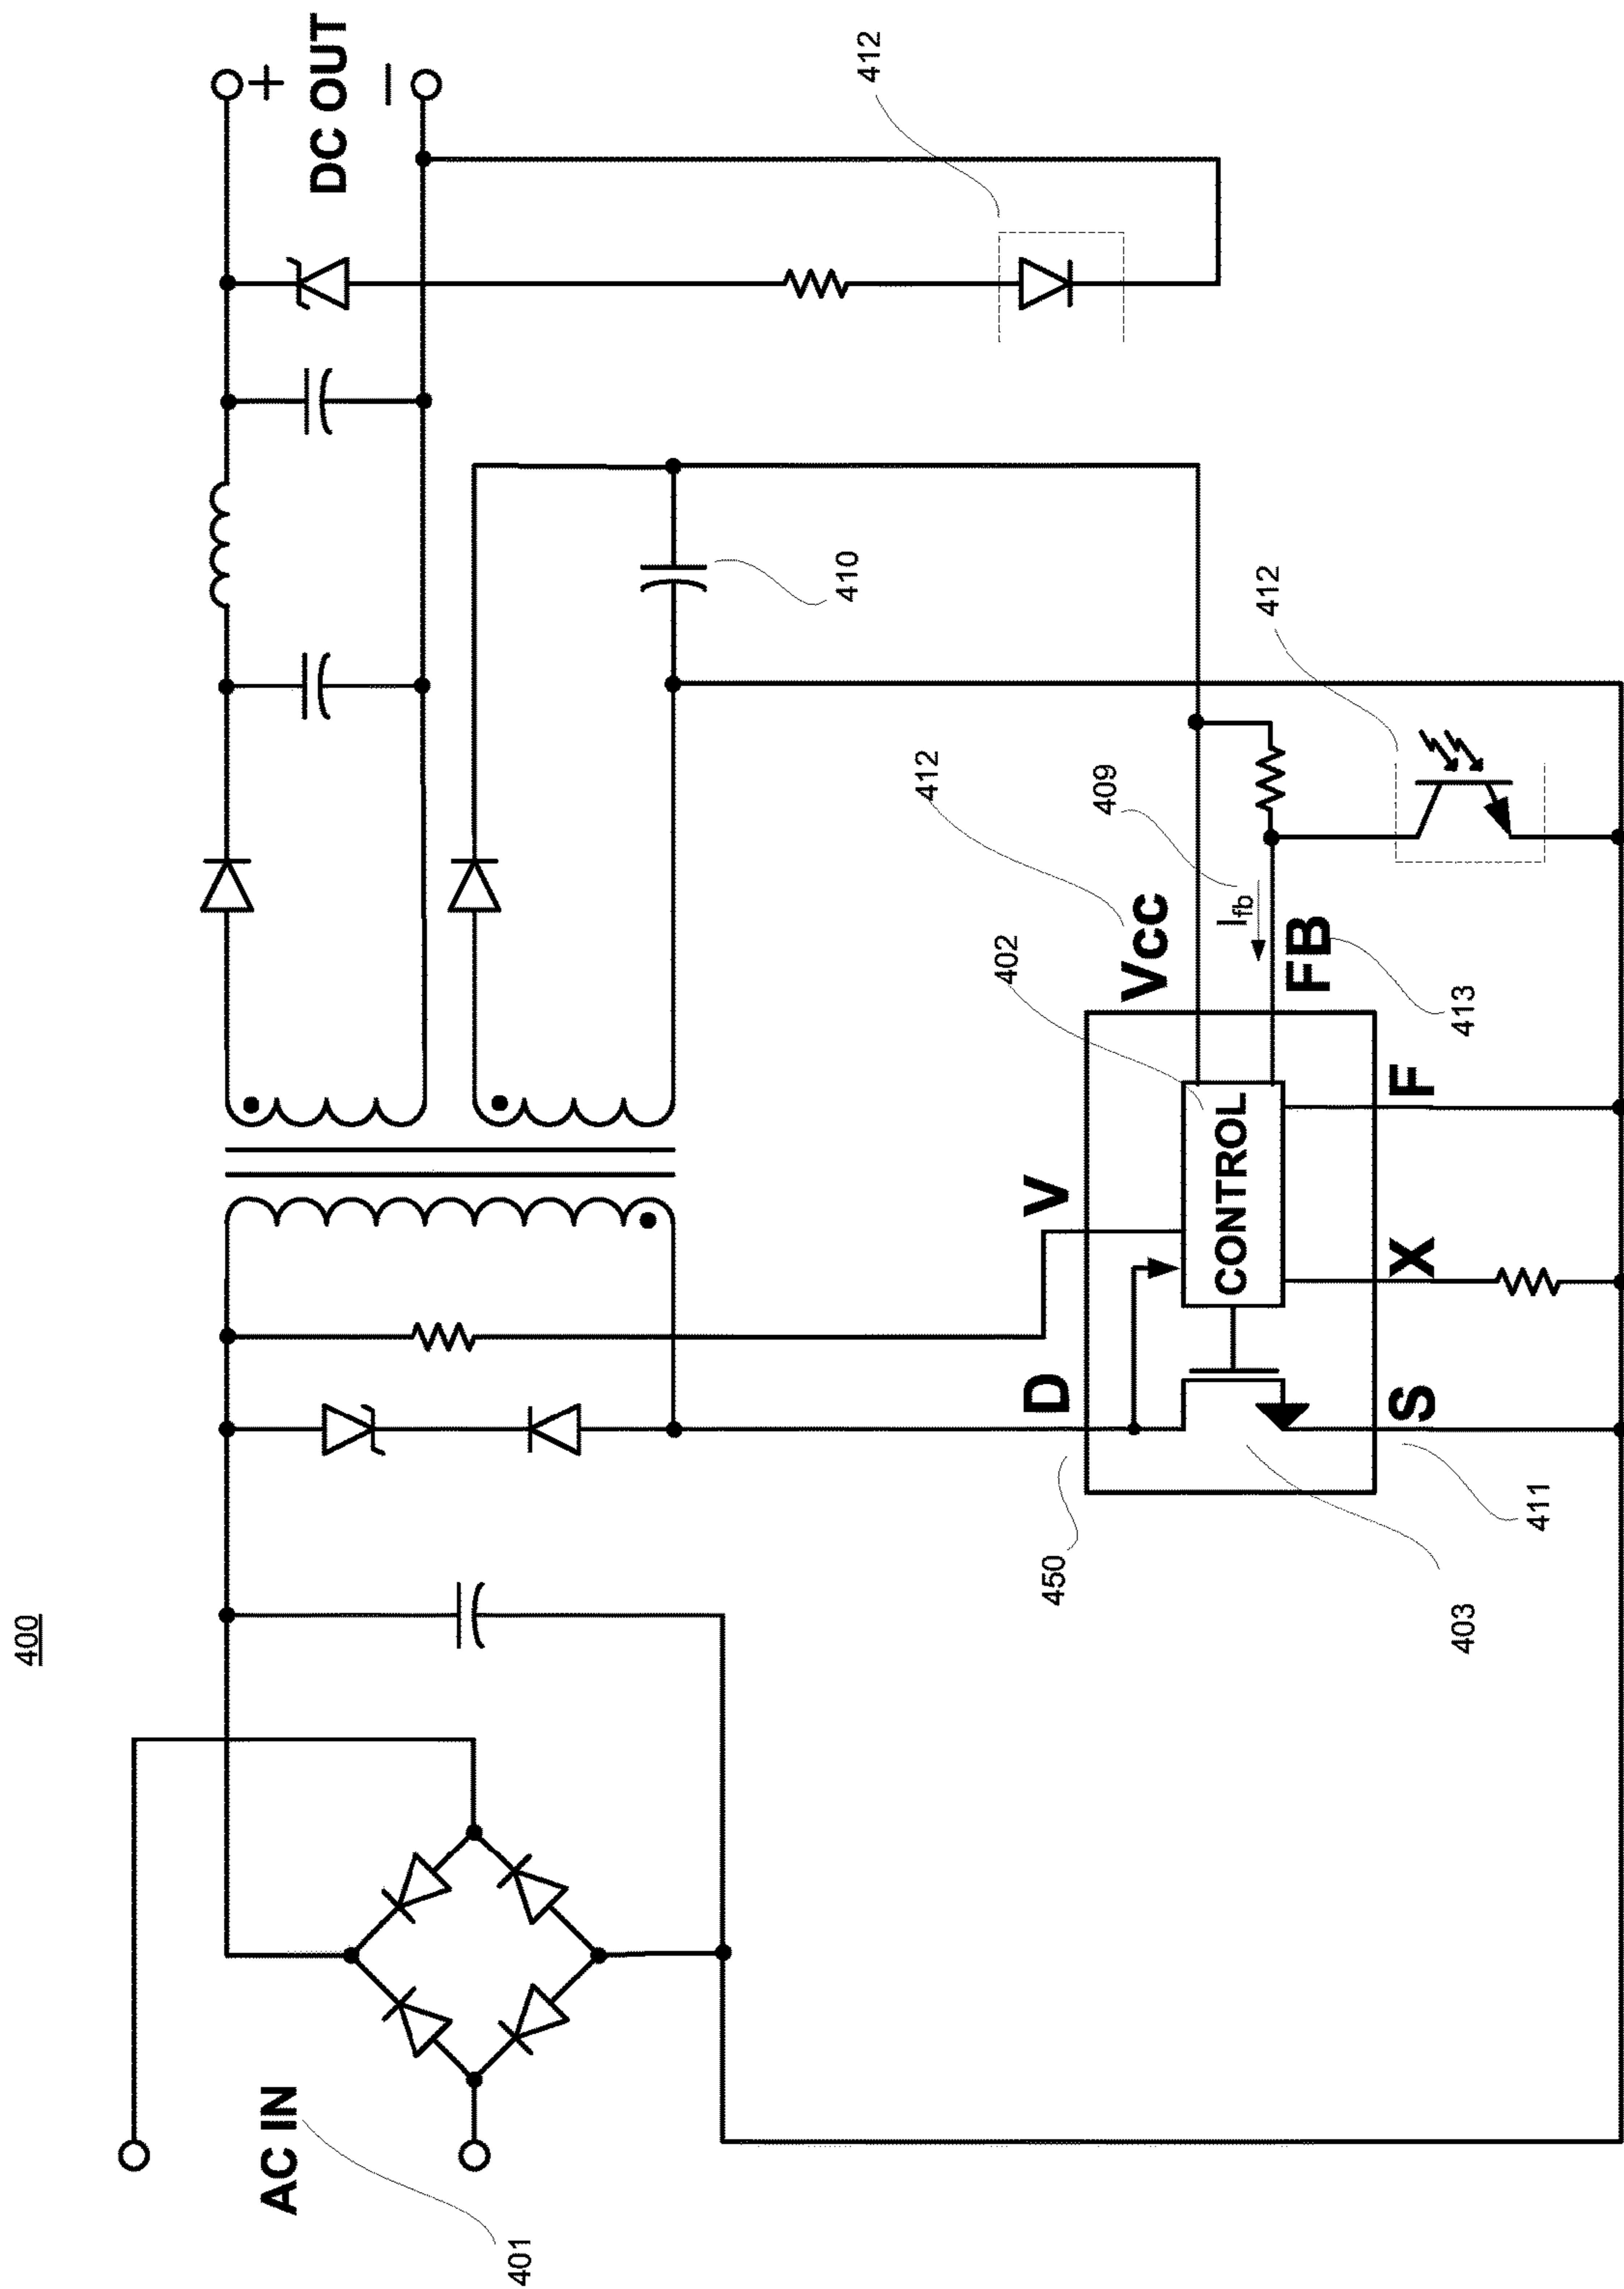 400
DC OUT
+
−
AC IN
401
412
410
412
412
409
Vcc
402
Ifb
FB
413
V
D
CONTROL
F
X
S
450
403
411